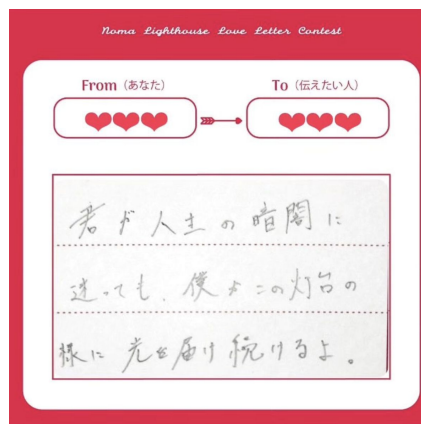 Noma Lighthouse Love Letter Contest
From（あなた）
To（伝えたい人）
君が人生の暗闇に
迷っても、僕はこの灯台の
様に光を届け続けるよ。